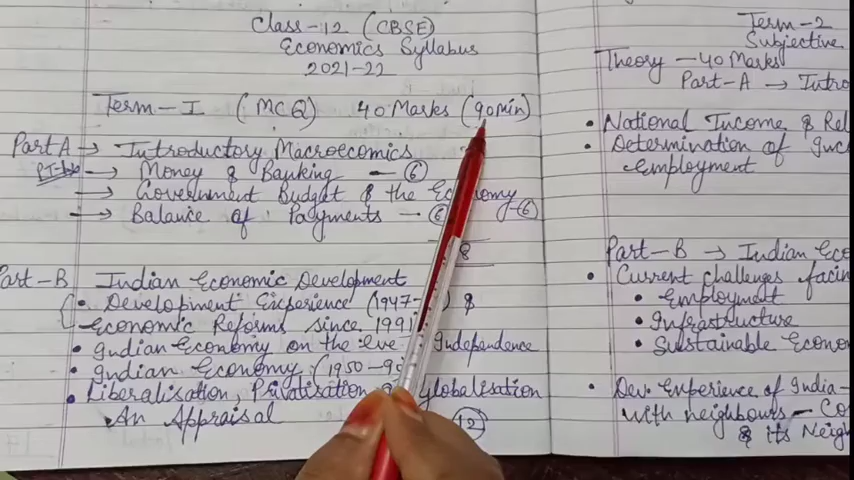 Class-12 (CBSE)
Economics Syllabus
2021-22
Term-I (MCQ) 40 Marks (90min)
Part A → Introductory Macroecomics
→ Money & Banking - 6
→ Government Budget & the Economy - 6
→ Balance of Payments - 6
8
Part-B Indian Economic Development
• Development Experience (1947- ) &
Economic Reforms since 1991
• Indian Economy on the eve Independence
• Indian Economy (1950-90
• Liberalisation, Privatisation Globalisation
An Appraisal
12
Term-2
Subjective
Theory - 40 Marks
Part-A → Intro
• National Income & Rel
• Determination of
Employment
Part-B → Indian Eco
• Current challenges facin
• Employment
• Infrastructure
• Sustainable Econo
• Dev. Experience of India-
with neighbours - Co
& its Neigh